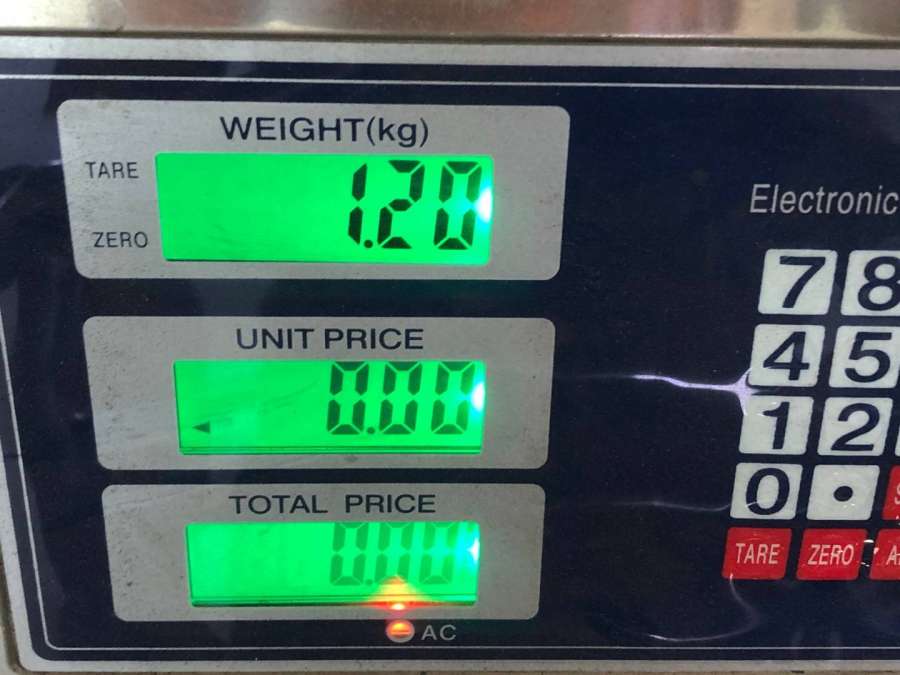 WEIGHT(kg)
TARE
1.20
ZERO
UNIT PRICE
0.00
TOTAL PRICE
0.00
AC
Electronic
7 8
4 5
1 2
0 .
TARE ZERO